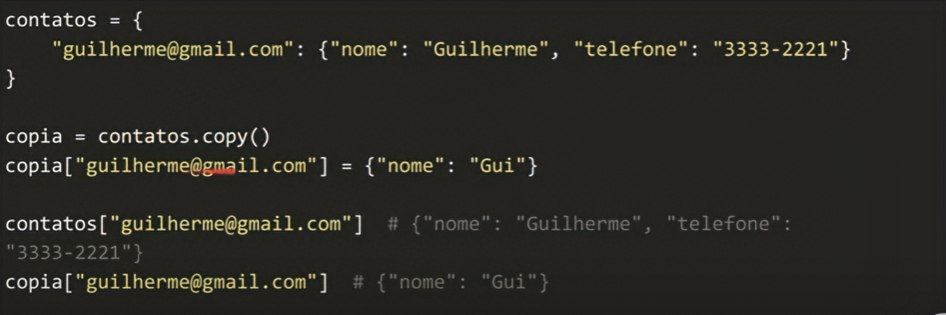 contatos = {
    "guilherme@gmail.com": {"nome": "Guilherme", "telefone": "3333-2221"}
}

copia = contatos.copy()
copia["guilherme@gmail.com"] = {"nome": "Gui"}

contatos["guilherme@gmail.com"]  # {"nome": "Guilherme", "telefone":
"3333-2221"}
copia["guilherme@gmail.com"]  # {"nome": "Gui"}